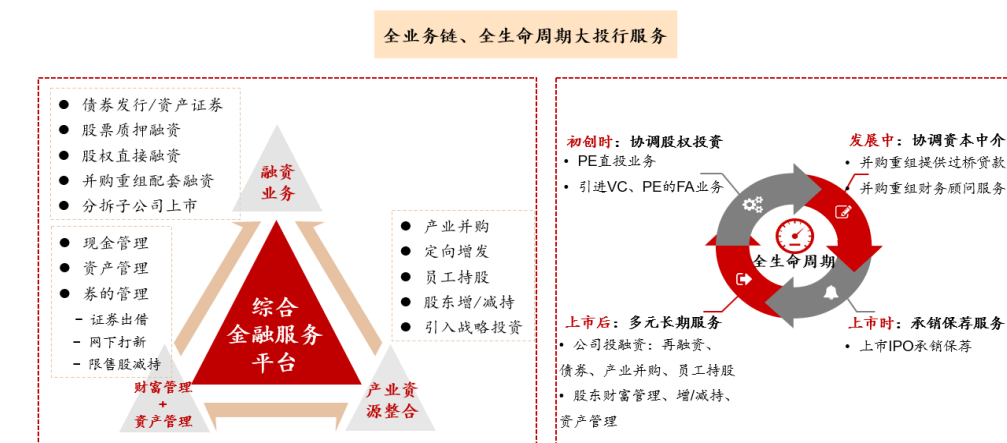 全业务链、全生命周期大投行服务
● 债券发行/资产证券
● 股票质押融资
● 股权直接融资
● 并购重组配套融资
● 分拆子公司上市
融资
业务
● 现金管理
● 资产管理
● 券的管理
– 证券出借
– 网下打新
– 限售股减持
● 产业并购
● 定向增发
● 员工持股
● 股东增/减持
● 引入战略投资
综合
金融服务
平台
财富管理
+
资产管理
产业资
源整合
初创时：协调股权投资
• PE直投业务
• 引进VC、PE的FA业务
发展中：协调资本中介
• 并购重组提供过桥贷款
• 并购重组财务顾问服务
全生命周期
上市后：多元长期服务
• 公司投融资：再融资、
债券、产业并购、员工持股
• 股东财富管理、增/减持、
资产管理
上市时：承销保荐服务
• 上市IPO承销保荐